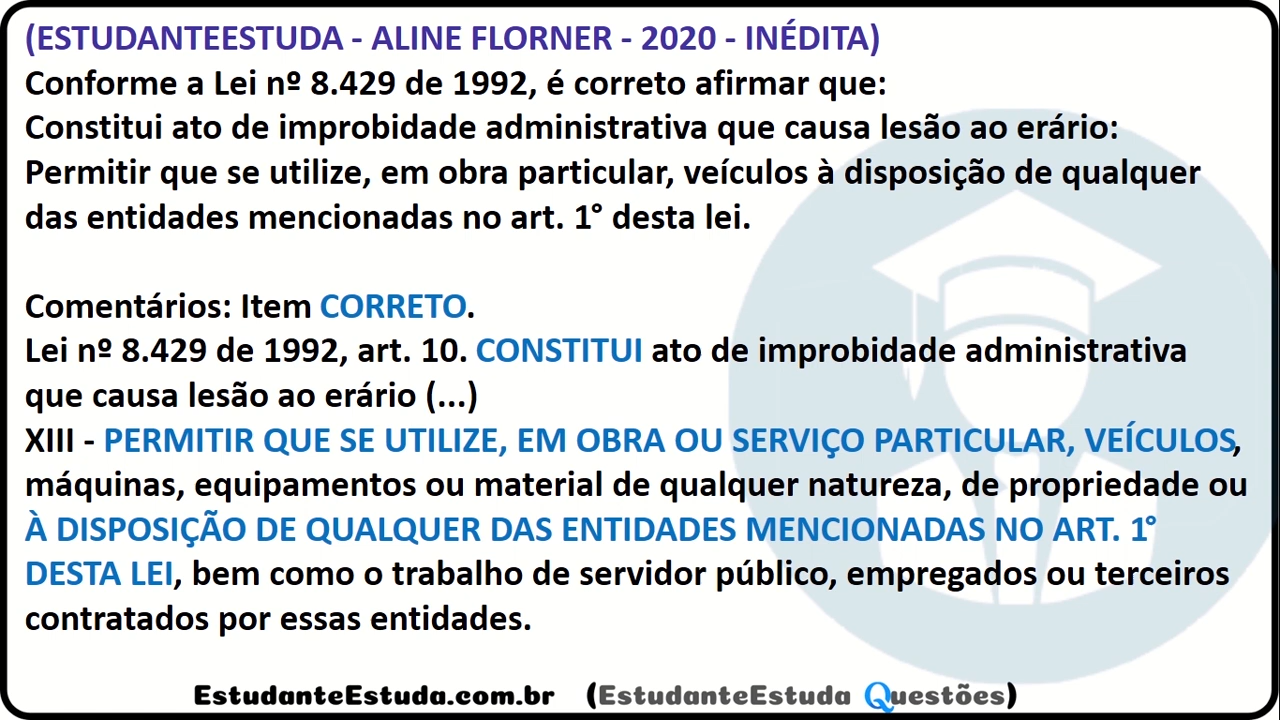 (ESTUDANTEESTUDA - ALINE FLORNER - 2020 - INÉDITA)
Conforme a Lei nº 8.429 de 1992, é correto afirmar que:
Constitui ato de improbidade administrativa que causa lesão ao erário:
Permitir que se utilize, em obra particular, veículos à disposição de qualquer
das entidades mencionadas no art. 1° desta lei.
Comentários: Item CORRETO.
Lei nº 8.429 de 1992, art. 10. CONSTITUI ato de improbidade administrativa
que causa lesão ao erário (...)
XIII - PERMITIR QUE SE UTILIZE, EM OBRA OU SERVIÇO PARTICULAR, VEÍCULOS,
máquinas, equipamentos ou material de qualquer natureza, de propriedade ou
À DISPOSIÇÃO DE QUALQUER DAS ENTIDADES MENCIONADAS NO ART. 1°
DESTA LEI, bem como o trabalho de servidor público, empregados ou terceiros
contratados por essas entidades.
EstudanteEstuda.com.br (EstudanteEstuda Questões)